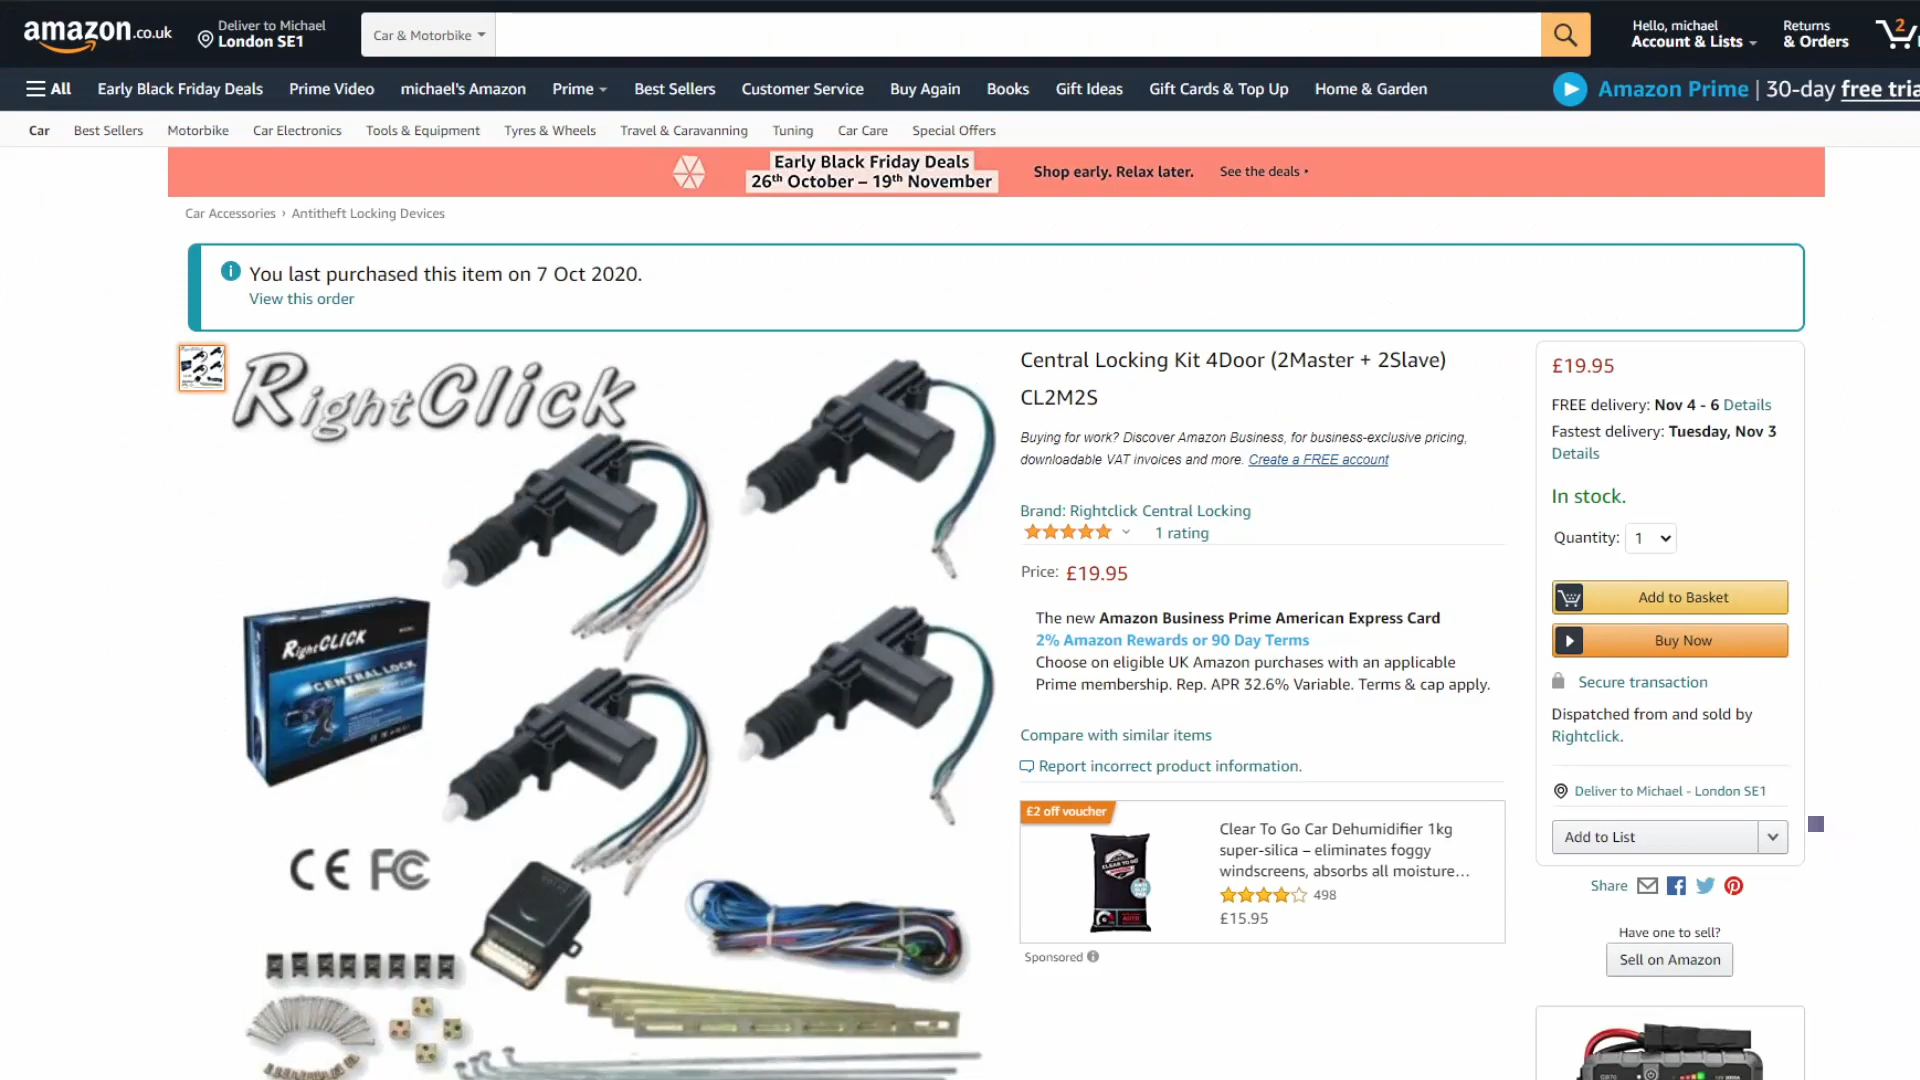 amazon.co.uk
Deliver to Michael
London SE1
Car & Motorbike
Hello, michael
Account & Lists
Returns
& Orders
2
All
Early Black Friday Deals
Prime Video
michael's Amazon
Prime
Best Sellers
Customer Service
Buy Again
Books
Gift Ideas
Gift Cards & Top Up
Home & Garden
Amazon Prime | 30-day free tria
Car
Best Sellers
Motorbike
Car Electronics
Tools & Equipment
Tyres & Wheels
Travel & Caravanning
Tuning
Car Care
Special Offers
Early Black Friday Deals
26th October – 19th November
Shop early. Relax later.
See the deals
Car Accessories › Antitheft Locking Devices
You last purchased this item on 7 Oct 2020.
View this order
RightClick
RightCLICK
CENTRAL LOCK
CE FC
Central Locking Kit 4Door (2Master + 2Slave)
CL2M2S
Buying for work? Discover Amazon Business, for business-exclusive pricing,
downloadable VAT invoices and more. Create a FREE account
Brand: Rightclick Central Locking
1 rating
Price: £19.95
The new Amazon Business Prime American Express Card
2% Amazon Rewards or 90 Day Terms
Choose on eligible UK Amazon purchases with an applicable
Prime membership. Rep. APR 32.6% Variable. Terms & cap apply.
Compare with similar items
Report incorrect product information.
£2 off voucher
CLEAR TO GO
Clear To Go Car Dehumidifier 1kg
super-silica – eliminates foggy
windscreens, absorbs all moisture…
498
£15.95
Sponsored
£19.95
FREE delivery: Nov 4 - 6 Details
Fastest delivery: Tuesday, Nov 3
Details
In stock.
Quantity: 1
Add to Basket
Buy Now
Secure transaction
Dispatched from and sold by
Rightclick.
Deliver to Michael - London SE1
Add to List
Share
Have one to sell?
Sell on Amazon